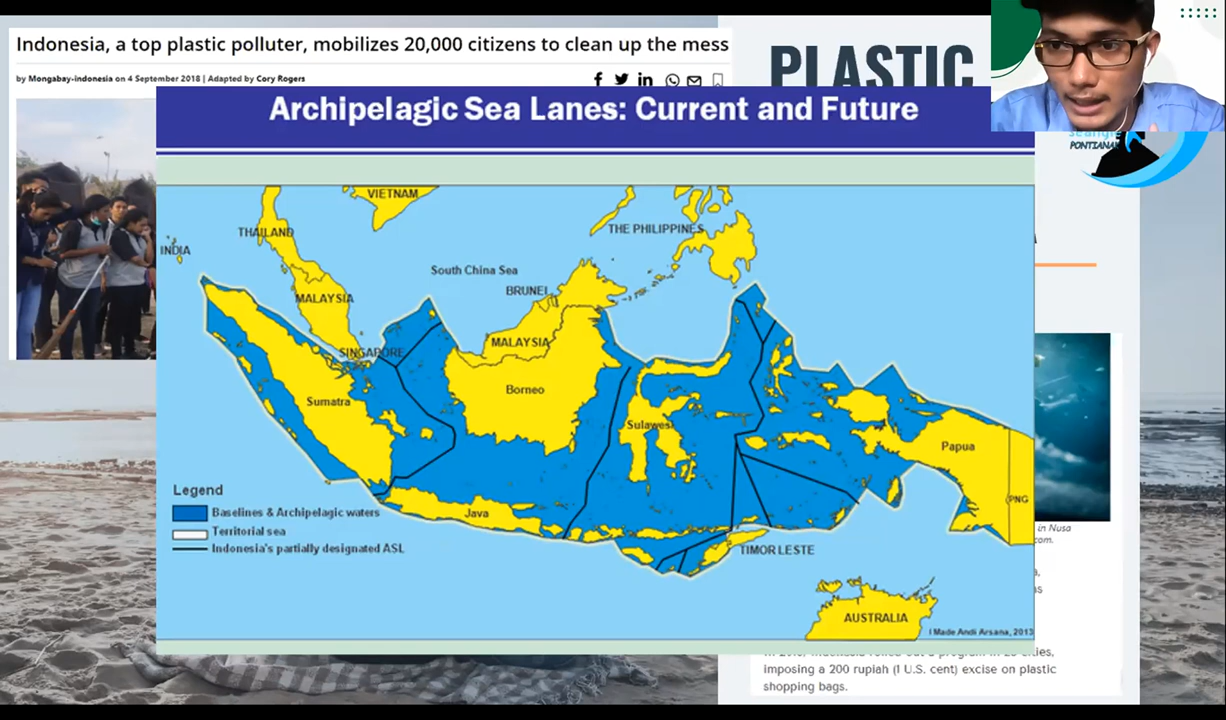 Indonesia, a top plastic polluter, mobilizes 20,000 citizens to clean up the mess
by Mongabay-indonesia on 4 September 2018 | Adapted by Cory Rogers
PLASTIC
PONTIANAK
Archipelagic Sea Lanes: Current and Future
VIETNAM
THAILAND
THE PHILIPPINES
INDIA
South China Sea
BRUNEI
MALAYSIA
MALAYSIA
SINGAPORE
Borneo
Sumatra
Sulawesi
Papua
Java
PNG
TIMOR LESTE
AUSTRALIA
Legend
Baselines & Archipelagic waters
Territorial sea
Indonesia's partially designated ASL
I Made Andi Arsana, 2013
in Nusa
com.
imposing a 200 rupiah (1 U.S. cent) excise on plastic
shopping bags.